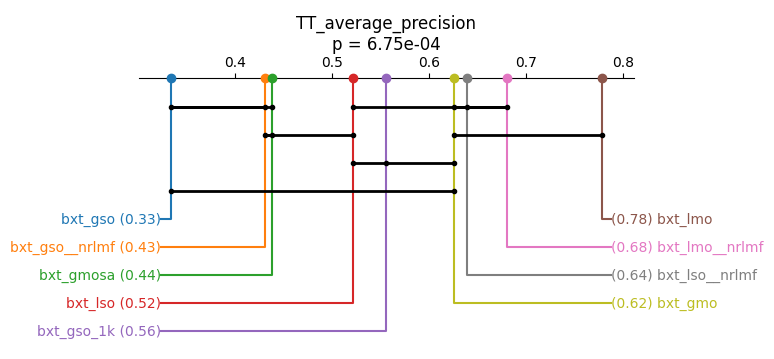 TT_average_precision
p = 6.75e-04
0.4 0.5 0.6 0.7 0.8
bxt_gso (0.33) (0.78) bxt_lmo
bxt_gso__nrlmf (0.43) (0.68) bxt_lmo__nrlmf
bxt_gmosa (0.44) (0.64) bxt_lso__nrlmf
bxt_lso (0.52) (0.62) bxt_gmo
bxt_gso_1k (0.56)